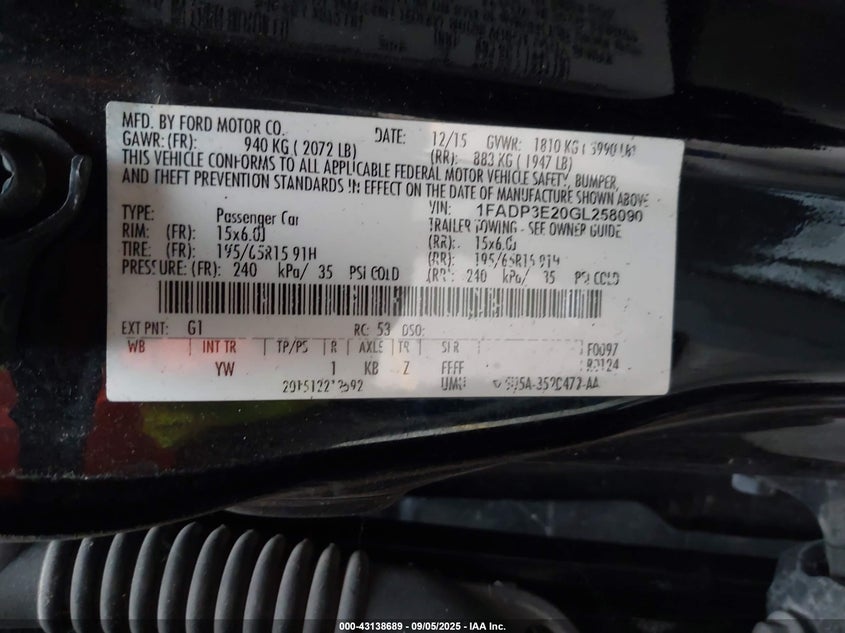 MFD. BY FORD MOTOR CO.
DATE: 12/15 GVWR: 1810 KG
GAWR: (FR): 940 KG ( 2072 LB) (RR): 883 KG ( 1947 LB)
THIS VEHICLE CONFORMS TO ALL APPLICABLE FEDERAL MOTOR VEHICLE SAFETY, BUMPER,
AND THEFT PREVENTION STANDARDS IN EFFECT ON THE DATE OF MANUFACTURE SHOWN ABOVE
VIN: 1FADP3E20GL258090
TYPE: Passenger Car TRAILER TOWING - SEE OWNER GUIDE
RIM: (FR): 15x6.0J (RR): 15x6.0J
TIRE: (FR): 195/65R15 91H (RR): 195/65R15 91H
PRESSURE: (FR): 240 kPa/ 35 PSI COLD (RR): 240 kPa/ 35 PSI COLD
EXT PNT: G1 RC: 53 DSO:
WB INT TR TP/PS R AXLE TR SPR F0097
YW 1 KB Z FFFF
UMU
000-43138689 - 09/05/2025 - IAA Inc.